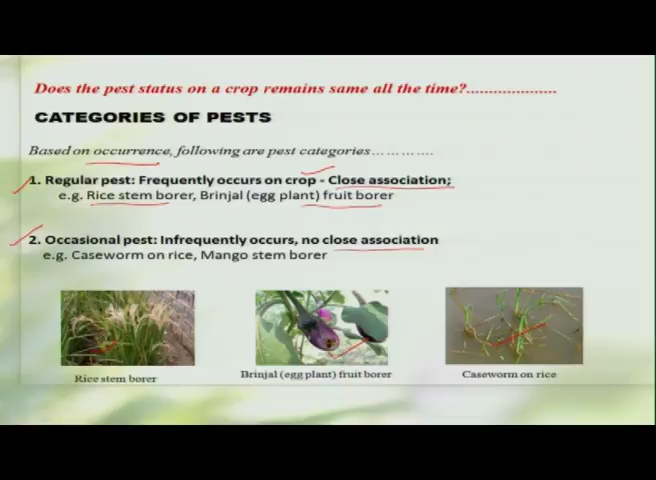 Does the pest status on a crop remains same all the time?....................
CATEGORIES OF PESTS
Based on occurrence, following are pest categories…………..
1. Regular pest: Frequently occurs on crop - Close association;
e.g. Rice stem borer, Brinjal (egg plant) fruit borer
2. Occasional pest: Infrequently occurs, no close association
e.g. Caseworm on rice, Mango stem borer
Rice stem borer
Brinjal (egg plant) fruit borer
Caseworm on rice